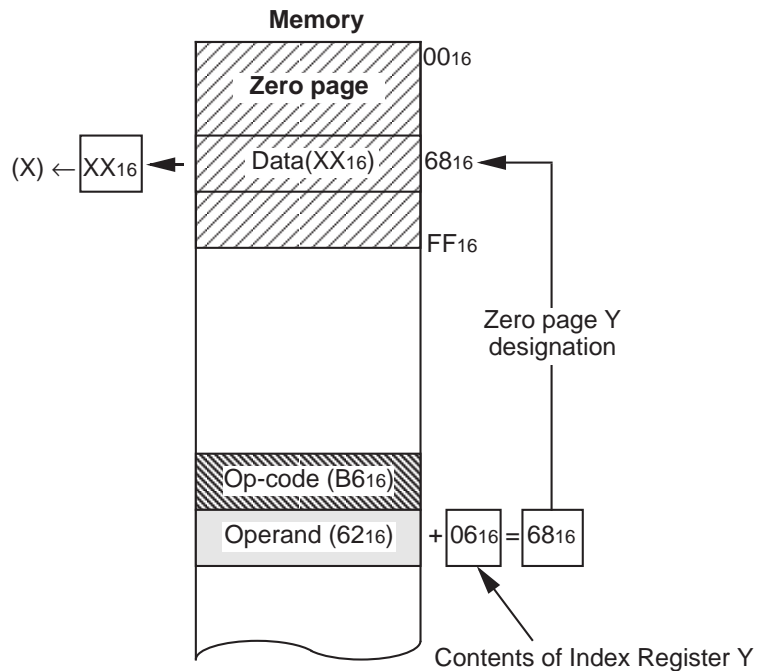 Memory
00₁₆
Zero page
(X) ← XX₁₆
Data(XX₁₆)
68₁₆
FF₁₆
Zero page Y
designation
Op-code (B6₁₆)
Operand (62₁₆) + 06₁₆ = 68₁₆
Contents of Index Register Y